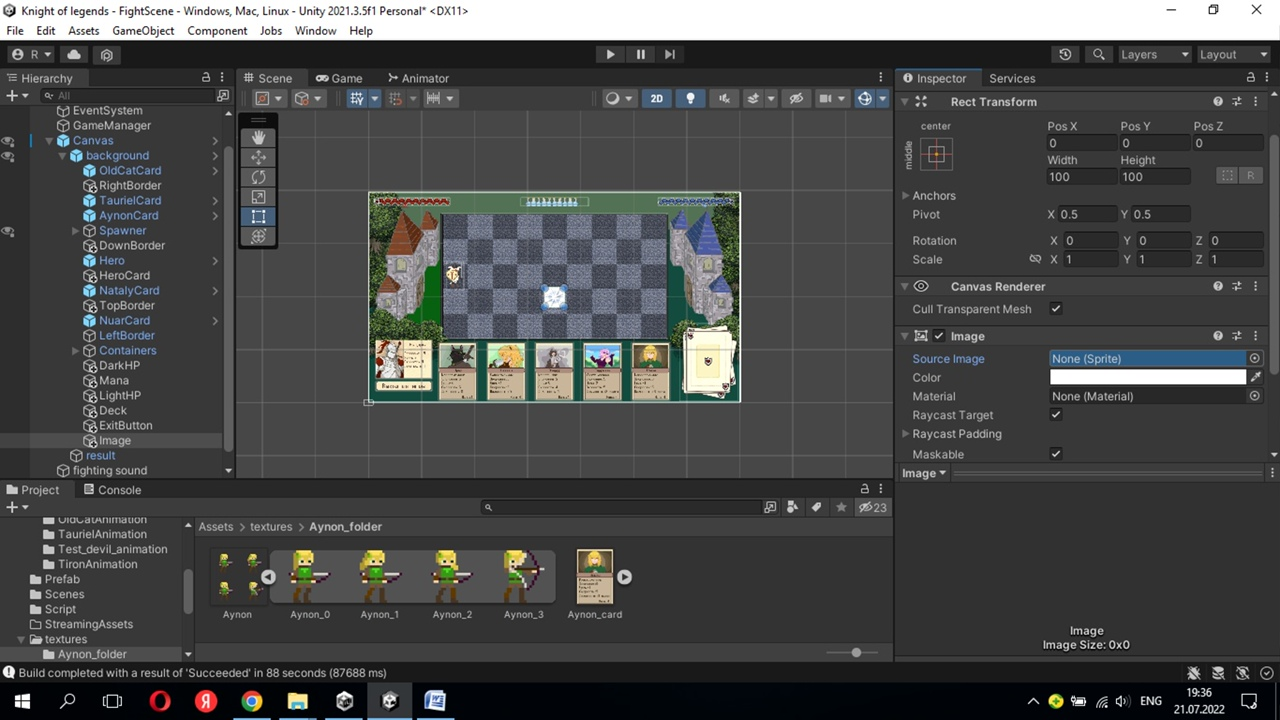 Knight of legends - FightScene - Windows, Mac, Linux - Unity 2021.3.5f1 Personal* <DX11>
File Edit Assets GameObject Component Jobs Window Help
R Layers Layout
Hierarchy
All
EventSystem
GameManager
Canvas
background
OldCatCard
RightBorder
TaurielCard
AynonCard
Spawner
DownBorder
Hero
HeroCard
NatalyCard
TopBorder
NuarCard
LeftBorder
Containers
DarkHP
Mana
LightHP
Deck
ExitButton
Image
result
fighting sound
Scene Game Animator
2D
Inspector Services
Rect Transform
center
middle
Pos X Pos Y Pos Z
0 0 0
Width Height
100 100
R
Anchors
Pivot X 0.5 Y 0.5
Rotation X 0 Y 0 Z 0
Scale X 1 Y 1 Z 1
Canvas Renderer
Cull Transparent Mesh
Image
Source Image None (Sprite)
Color
Material None (Material)
Raycast Target
Raycast Padding
Maskable
Image
Image
Image Size: 0x0
Project Console
23
OldCatAnimation
TaurielAnimation
Test_devil_animation
TironAnimation
Prefab
Scenes
Script
StreamingAssets
textures
Aynon_folder
Assets > textures > Aynon_folder
Aynon Aynon_0 Aynon_1 Aynon_2 Aynon_3 Aynon_card
Build completed with a result of 'Succeeded' in 88 seconds (87688 ms)
ENG
19:36
21.07.2022